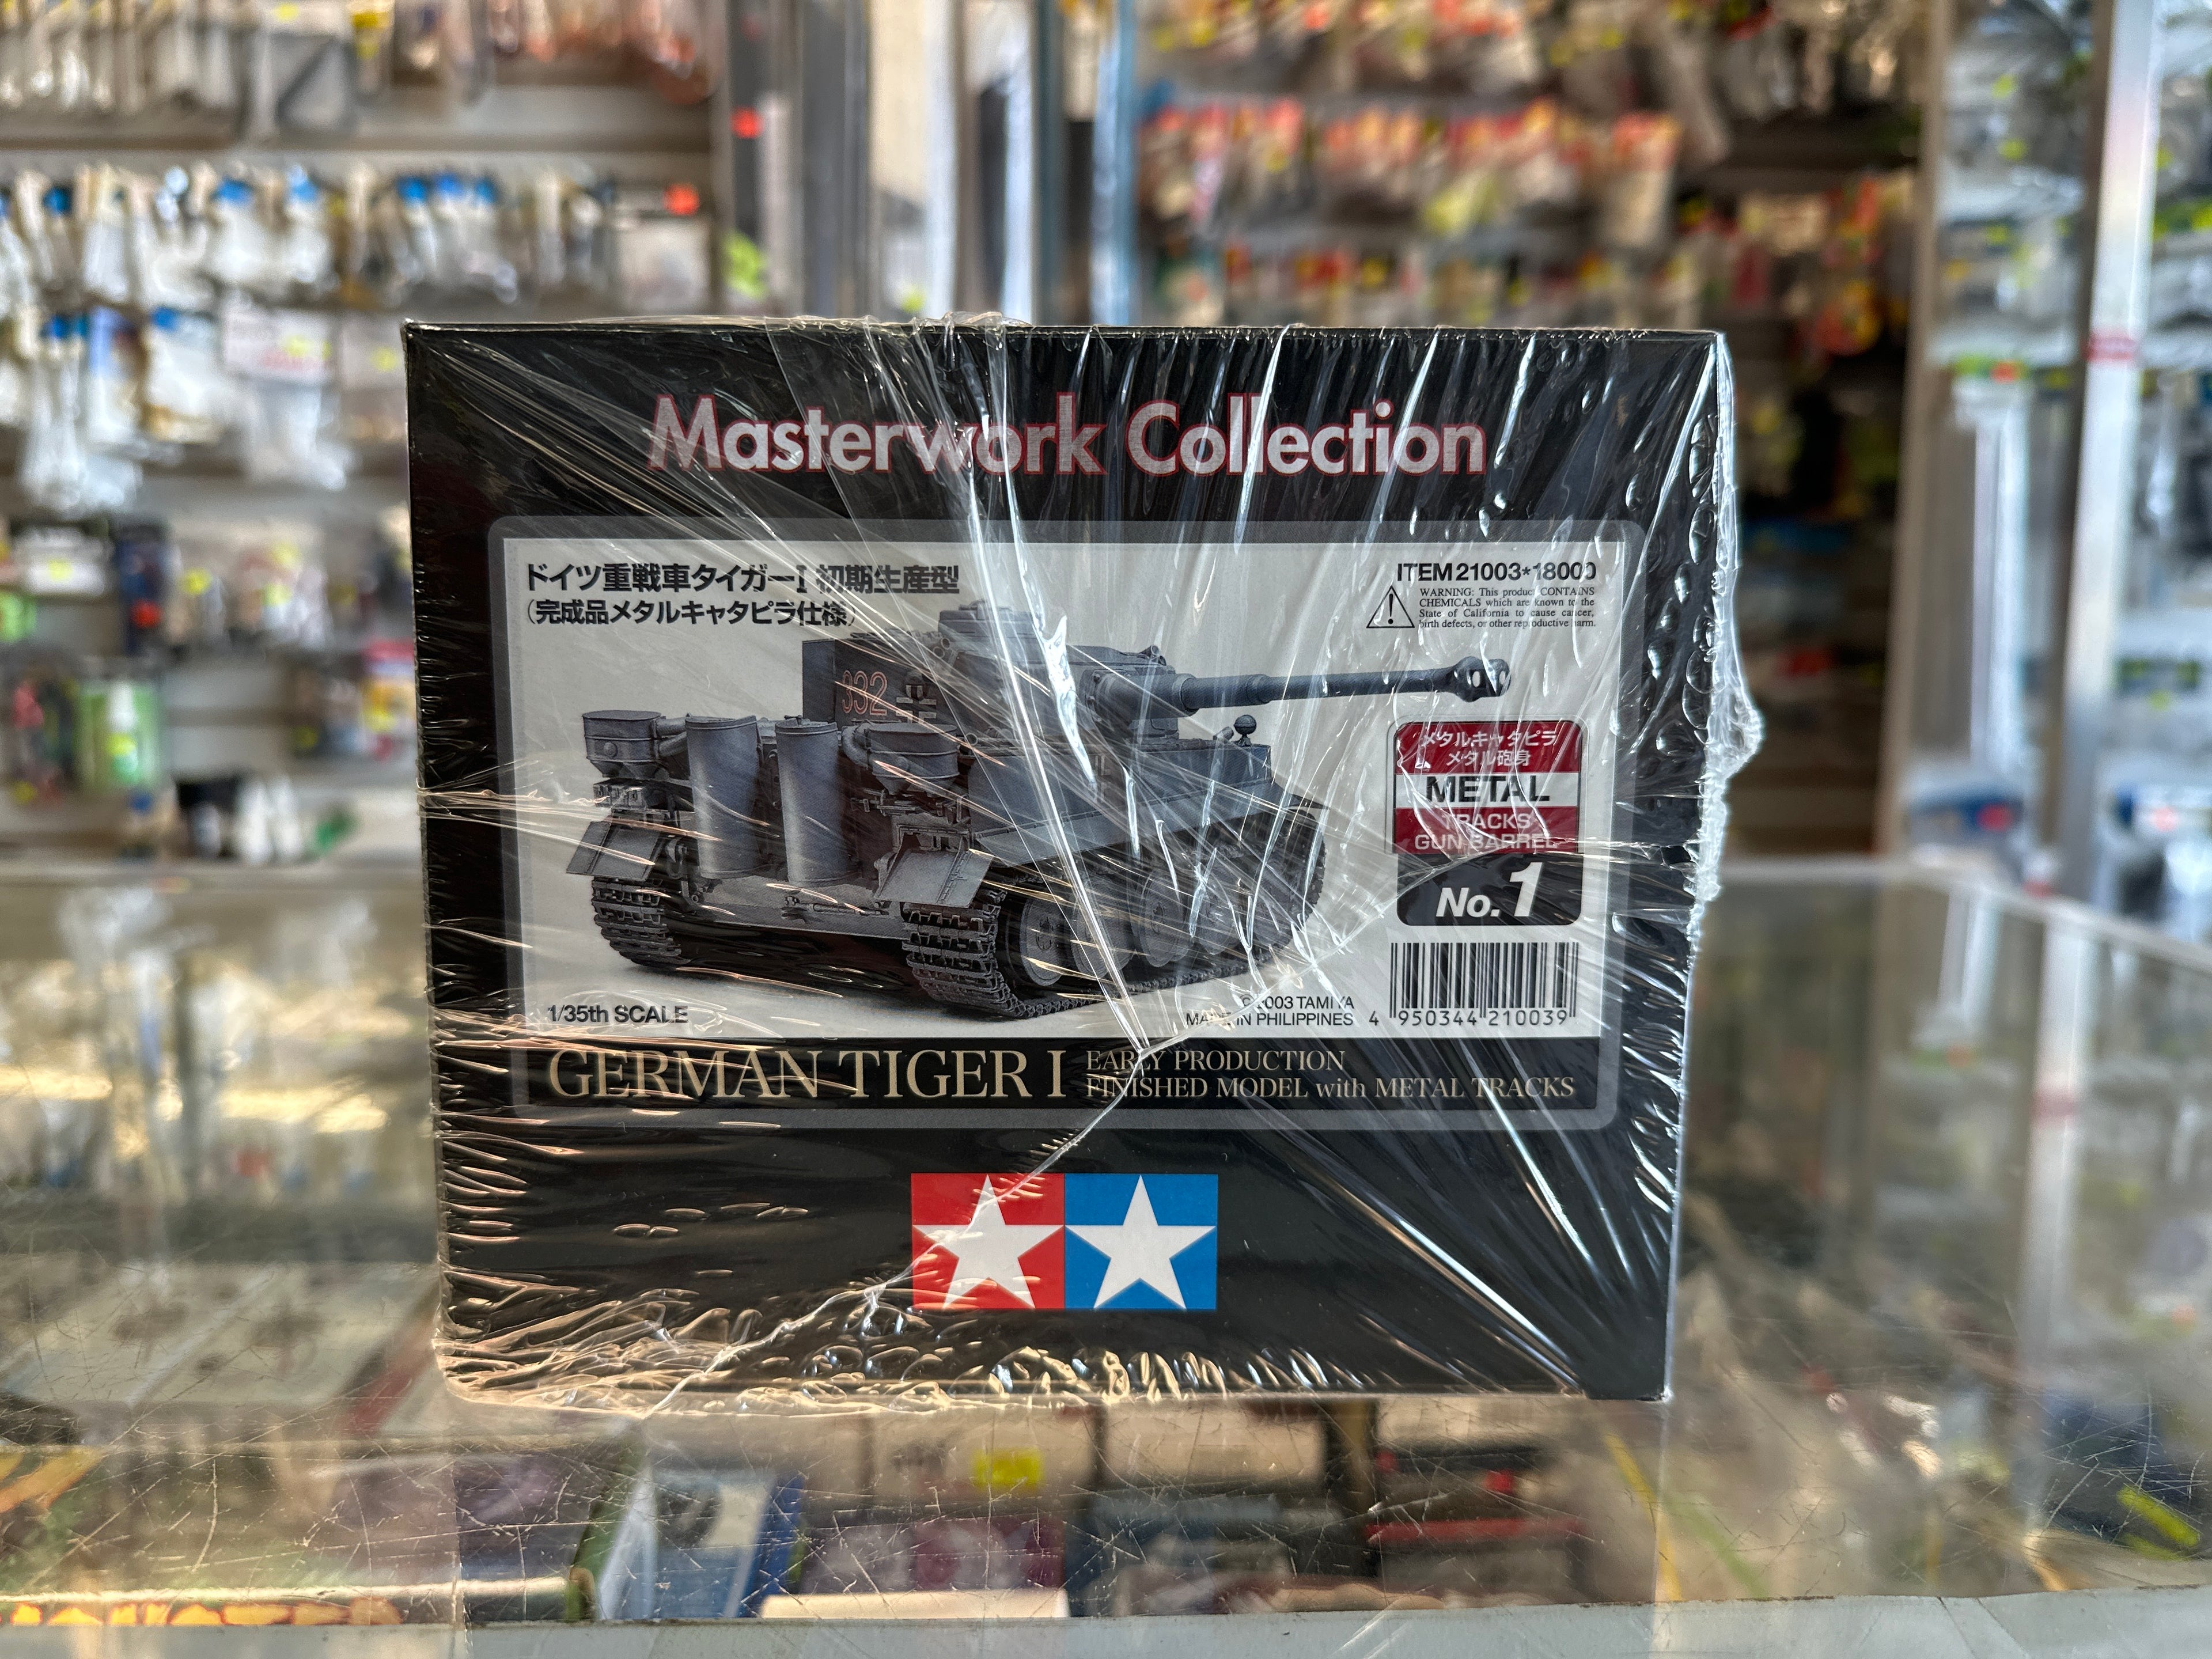 Masterwork Collection
ドイツ重戦車タイガーI 初期生産型
(完成品メタルキャタピラ仕様)
ITEM 21003*18000
WARNING: This product CONTAINS
CHEMICALS which are known to the
State of California to cause cancer,
birth defects, or other reproductive harm.
332
メタルキャタピラ
メタル砲身
METAL
TRACKS
GUN BARREL
No.1
1/35th SCALE
©2003 TAMIYA
MADE IN PHILIPPINES
4 950344 210039
GERMAN TIGER I
EARLY PRODUCTION
FINISHED MODEL with METAL TRACKS